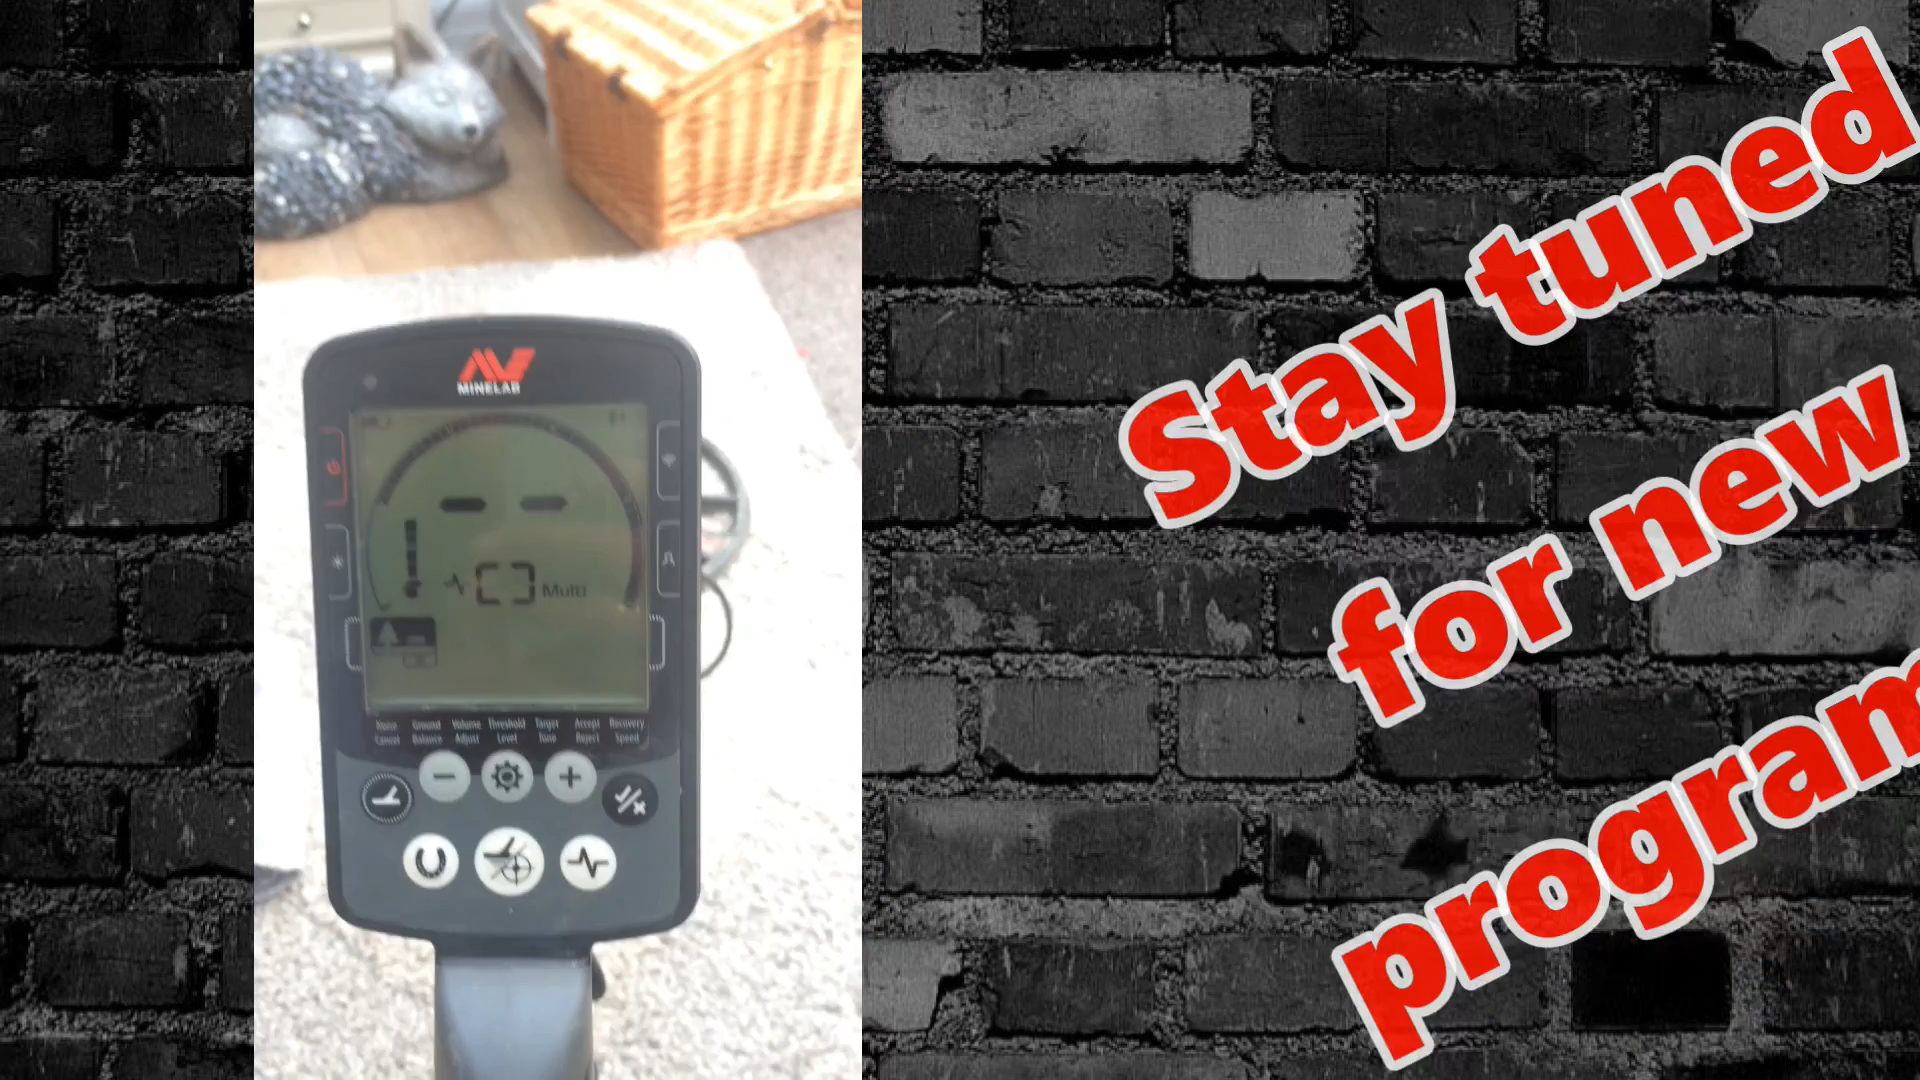 MINELAB
Multi
Noise Cancel
Ground Balance
Volume Adjust
Threshold Level
Target Tone
Accept Reject
Recovery Speed
Stay tuned
for new
program